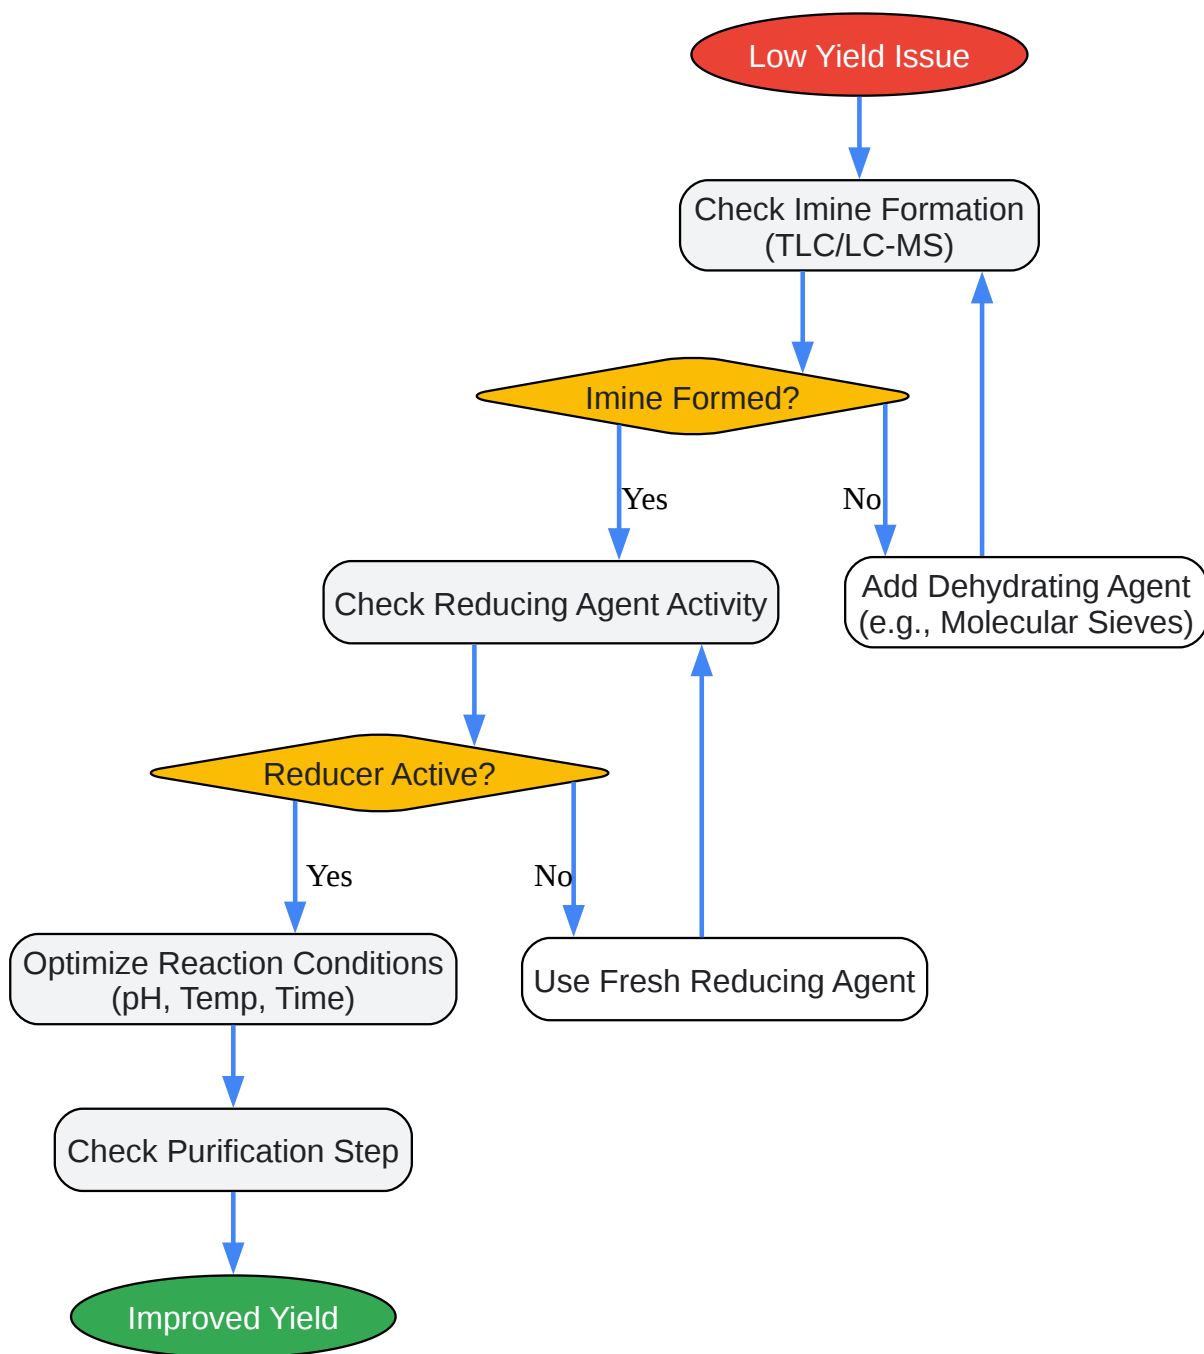 Low Yield Issue
Check Imine Formation
(TLC/LC-MS)
Imine Formed?
Yes
No
Check Reducing Agent Activity
Add Dehydrating Agent
(e.g., Molecular Sieves)
Reducer Active?
Yes
No
Optimize Reaction Conditions
(pH, Temp, Time)
Use Fresh Reducing Agent
Check Purification Step
Improved Yield